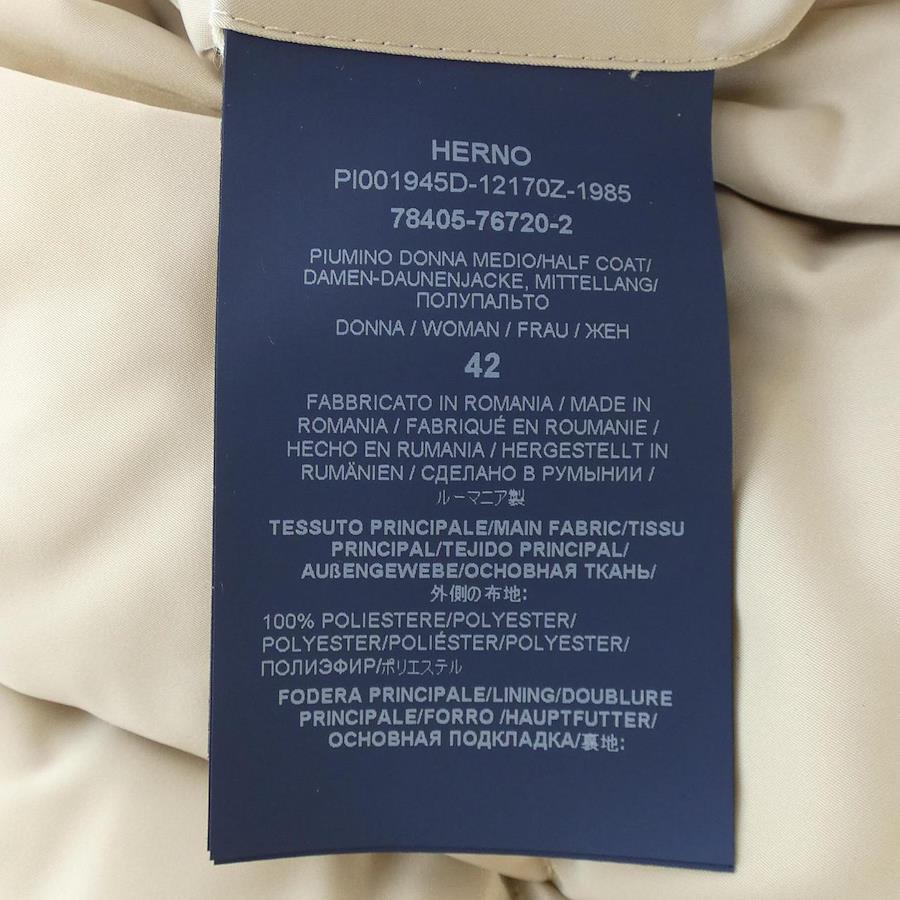 HERNO
PI001945D-12170Z-1985
78405-76720-2
PIUMINO DONNA MEDIO/HALF COAT/
DAMEN-DAUNENJACKE, MITTELLANG/
ПОЛУПАЛЬТО
DONNA / WOMAN / FRAU / ЖЕН
42
FABBRICATO IN ROMANIA / MADE IN
ROMANIA / FABRIQUÉ EN ROUMANIE /
HECHO EN RUMANIA / HERGESTELLT IN
RUMÄNIEN / СДЕЛАНО В РУМЫНИИ /
ルーマニア製
TESSUTO PRINCIPALE/MAIN FABRIC/TISSU
PRINCIPAL/TEJIDO PRINCIPAL/
AUßENGEWEBE/ОСНОВНАЯ ТКАНЬ/
外側の布地:
100% POLIESTERE/POLYESTER/
POLYESTER/POLIÉSTER/POLYESTER/
ПОЛИЭФИР/ポリエステル
FODERA PRINCIPALE/LINING/DOUBLURE
PRINCIPALE/FORRO /HAUPTFUTTER/
ОСНОВНАЯ ПОДКЛАДКА/裏地: